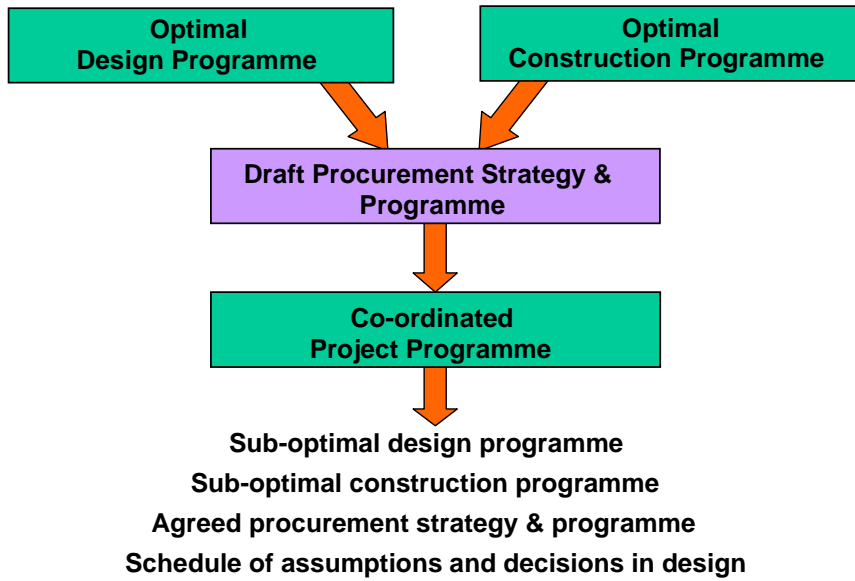 Optimal
Design Programme
Optimal
Construction Programme
Draft Procurement Strategy &
Programme
Co-ordinated
Project Programme
Sub-optimal design programme
Sub-optimal construction programme
Agreed procurement strategy & programme
Schedule of assumptions and decisions in design